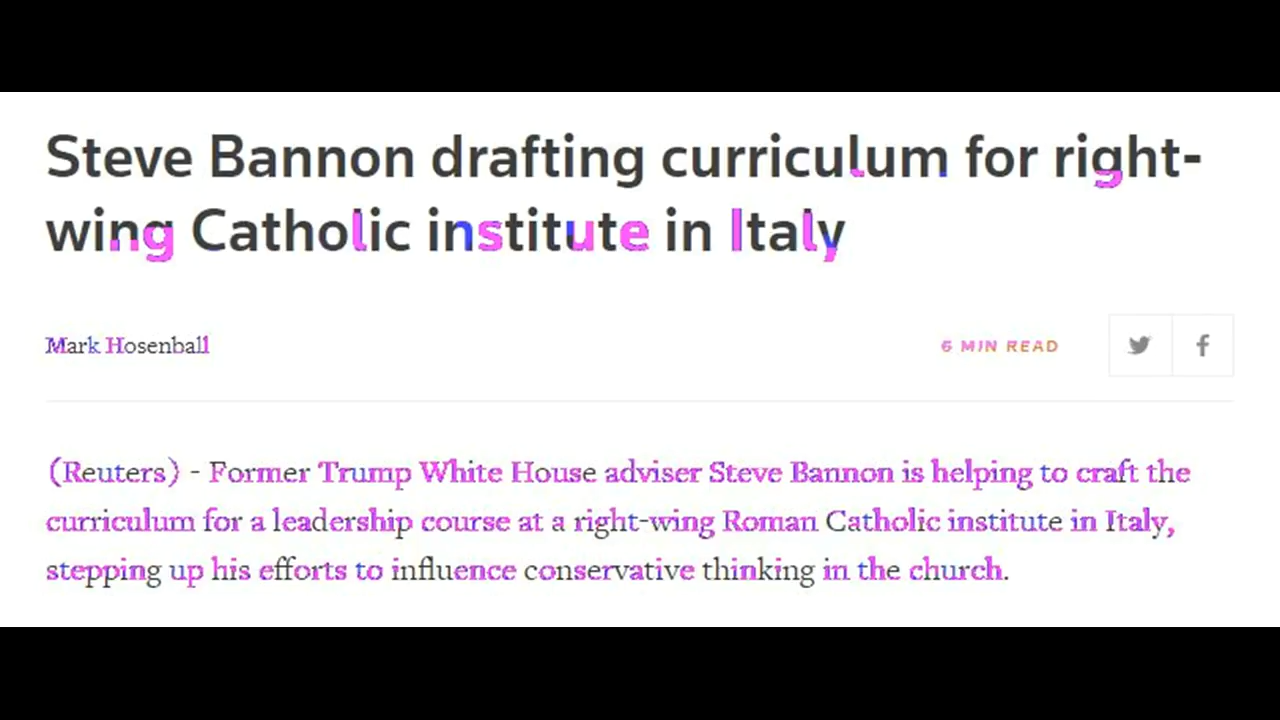 Steve Bannon drafting curriculum for right-
wing Catholic institute in Italy
Mark Hosenball
6 MIN READ
(Reuters) - Former Trump White House adviser Steve Bannon is helping to craft the
curriculum for a leadership course at a right-wing Roman Catholic institute in Italy,
stepping up his efforts to influence conservative thinking in the church.